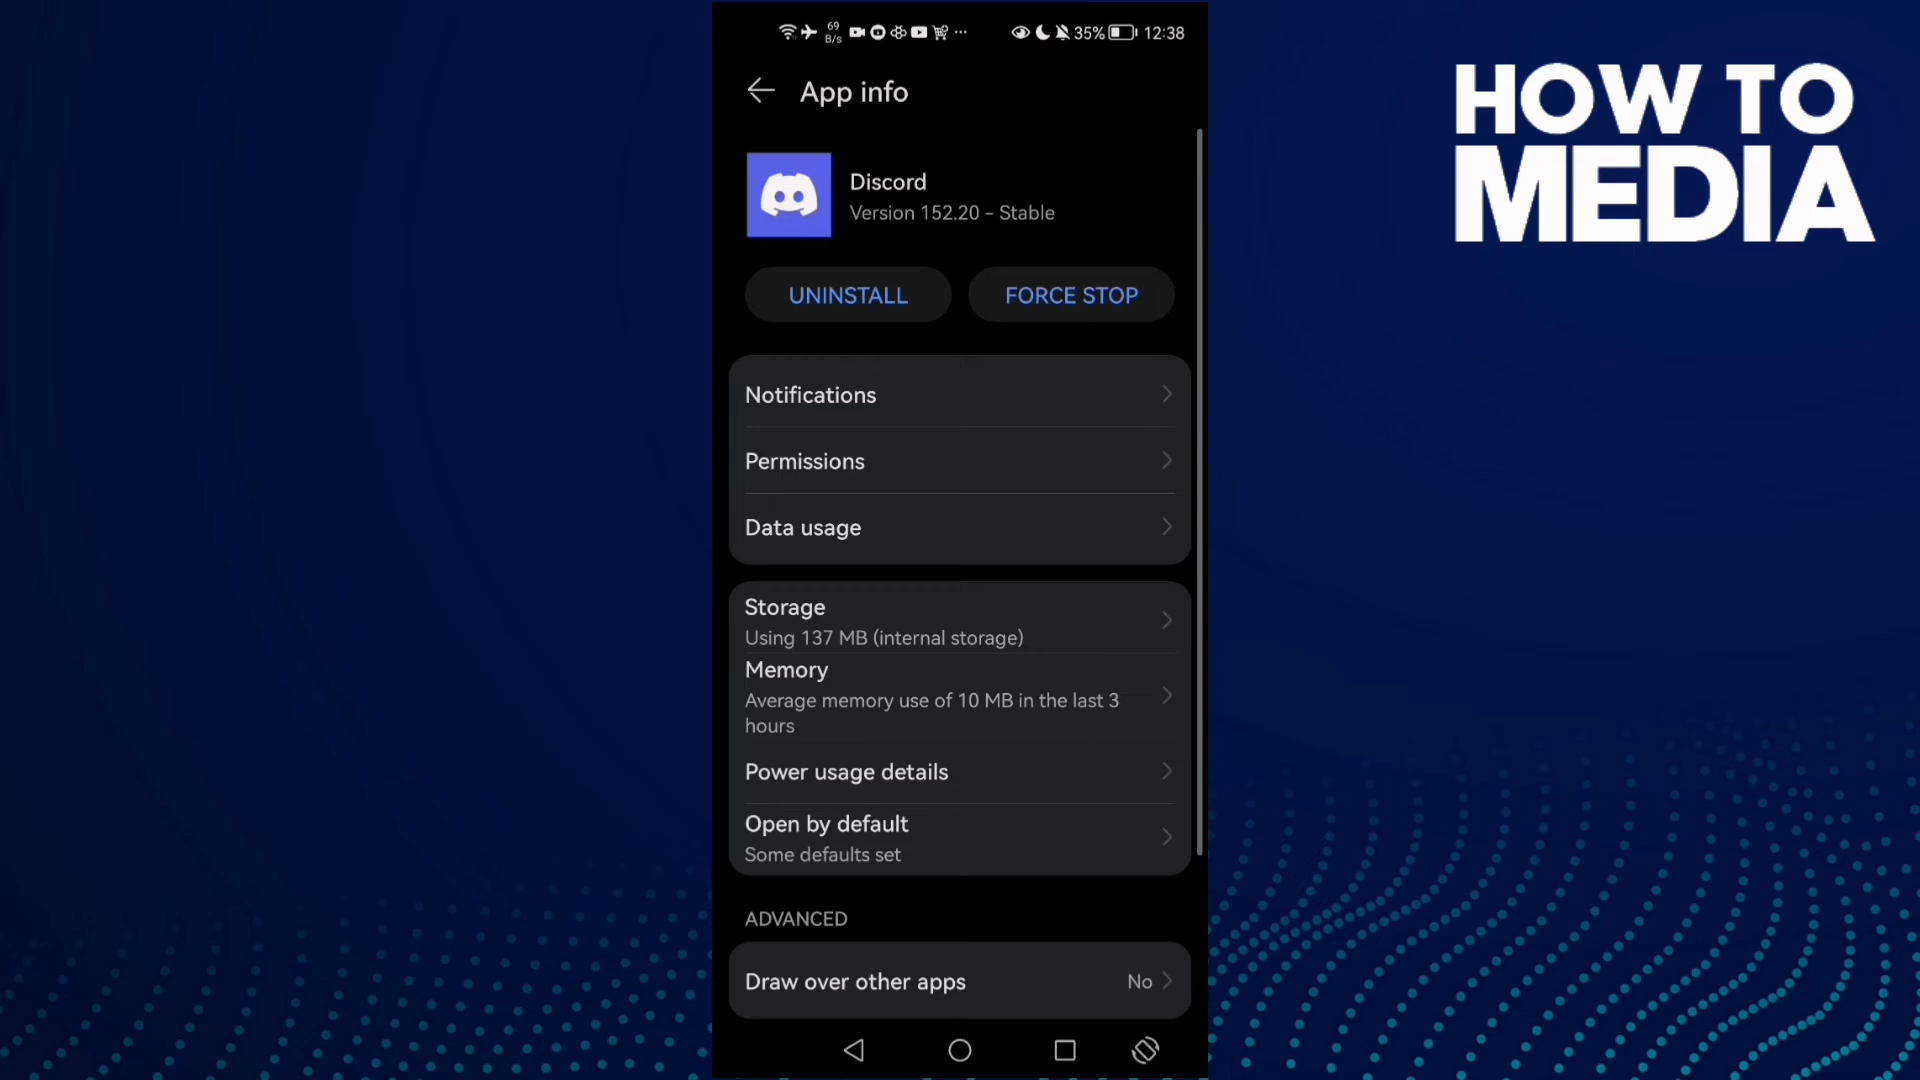 69
B/s
35%
12:38
App info
HOW TO
MEDIA
Discord
Version 152.20 – Stable
UNINSTALL
FORCE STOP
Notifications
Permissions
Data usage
Storage
Using 137 MB (internal storage)
Memory
Average memory use of 10 MB in the last 3
hours
Power usage details
Open by default
Some defaults set
ADVANCED
Draw over other apps
No